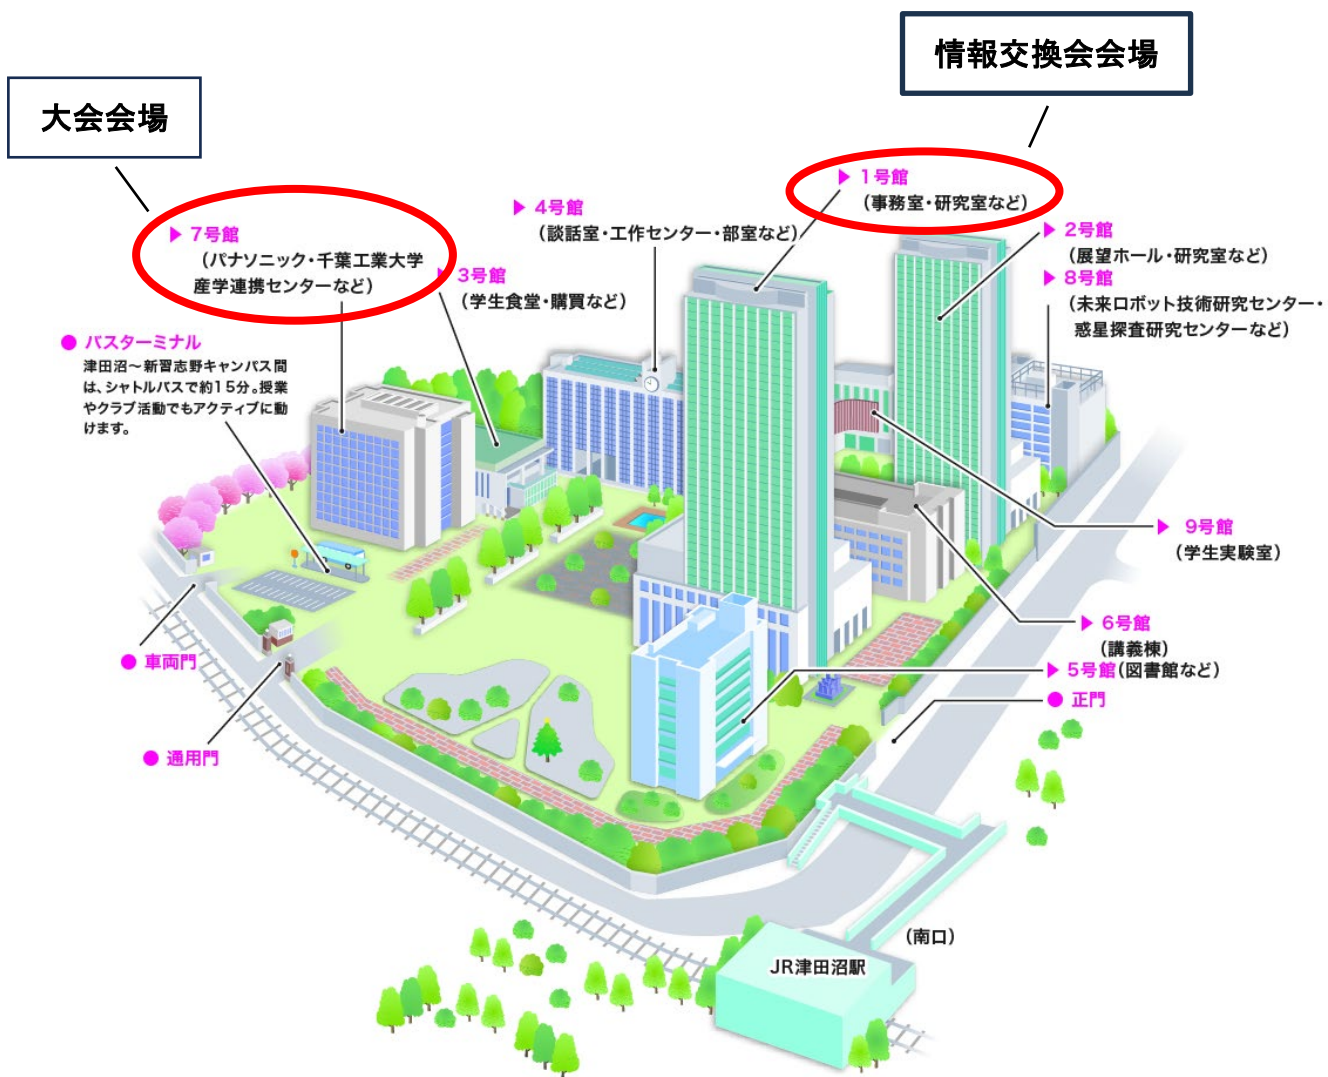 情報交換会会場
大会会場
▶ 1号館
(事務室・研究室など)
▶ 4号館
(談話室・工作センター・部室など)
▶ 7号館
(パナソニック・千葉工業大学
産学連携センターなど)
▶ 2号館
(展望ホール・研究室など)
▶ 3号館
(学生食堂・購買など)
▶ 8号館
(未来ロボット技術研究センター・
惑星探査研究センターなど)
● バスターミナル
津田沼〜新習志野キャンパス間
は、シャトルバスで約15分。授業
やクラブ活動でもアクティブに動
けます。
▶ 9号館
(学生実験室)
▶ 6号館
(講義棟)
▶ 5号館(図書館など)
● 車両門
● 正門
● 通用門
(南口)
JR津田沼駅